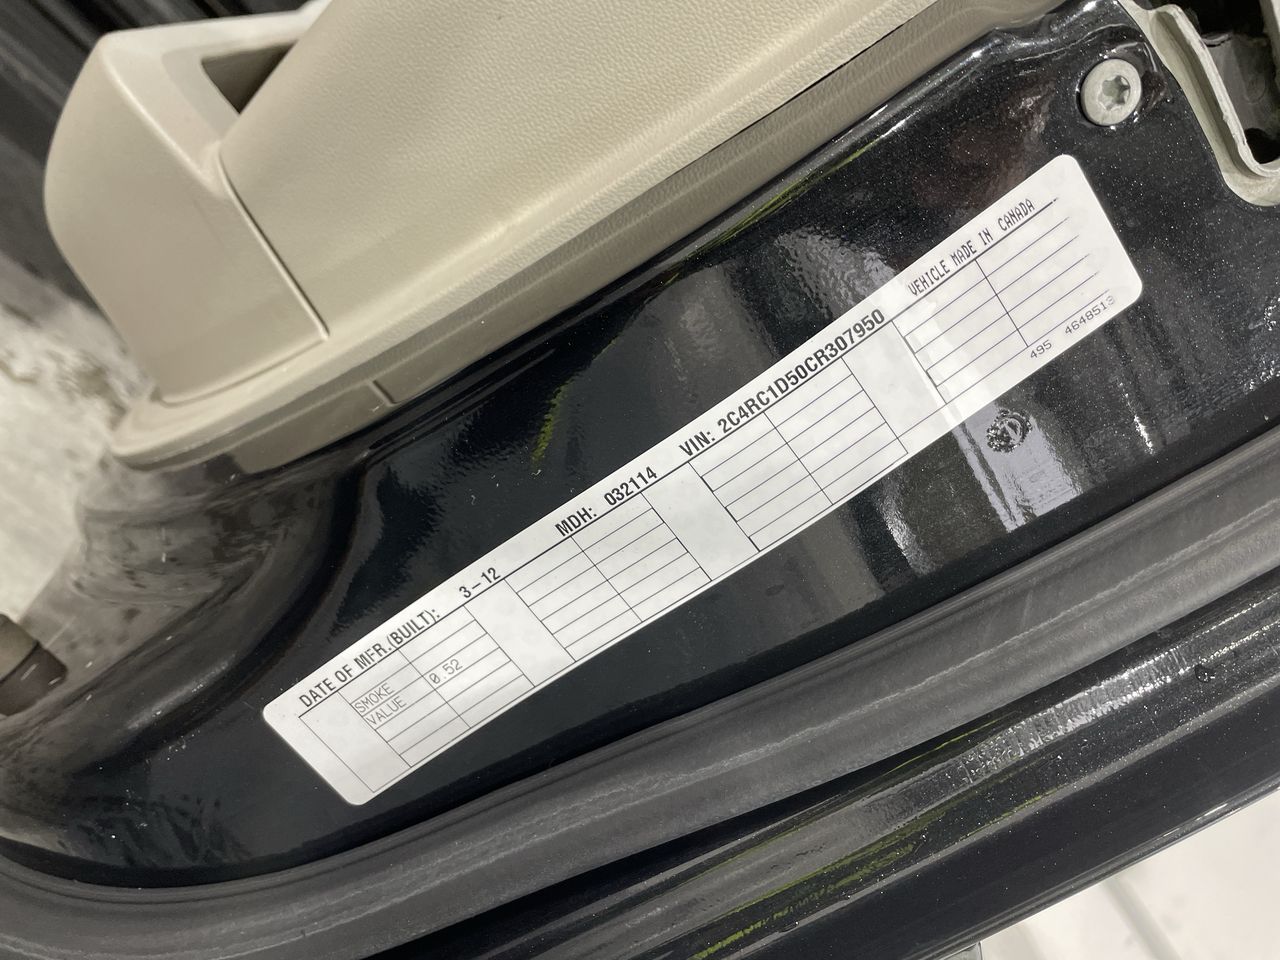 DATE OF MFR.(BUILT): 3-12 MDH: 032114 VIN: 2C4RC1D50CR307950 VEHICLE MADE IN CANADA
SMOKE
VALUE 0.52
495 4648513